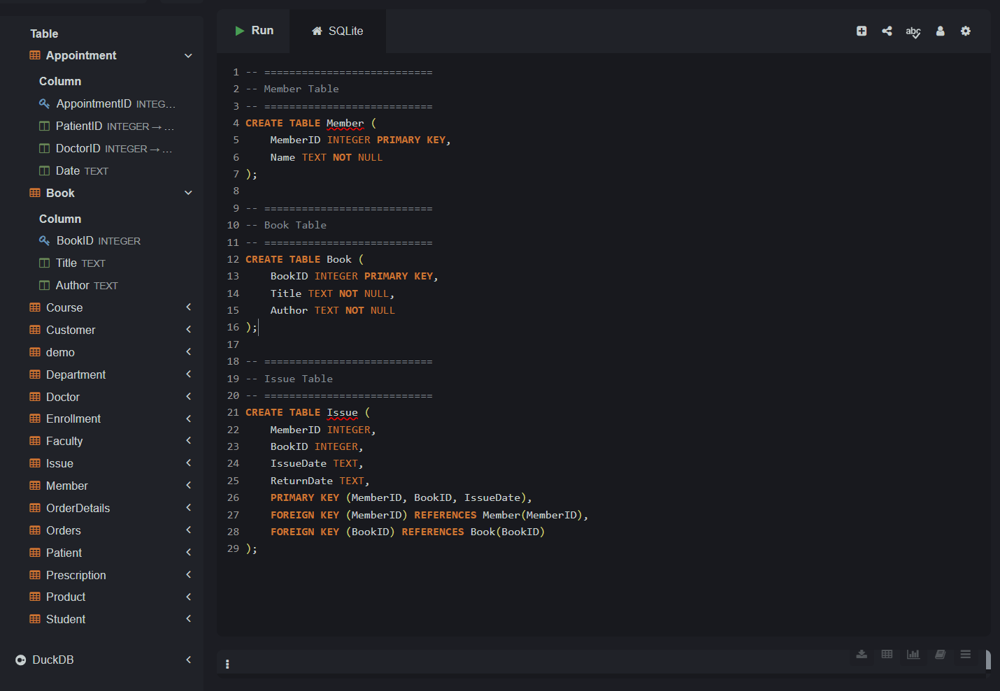 Table
Appointment
Column
AppointmentID INTEG...
PatientID INTEGER → ...
DoctorID INTEGER → ...
Date TEXT
Book
Column
BookID INTEGER
Title TEXT
Author TEXT
Course
Customer
demo
Department
Doctor
Enrollment
Faculty
Issue
Member
OrderDetails
Orders
Patient
Prescription
Product
Student
DuckDB
Run
SQLite
abc
1 -- ===========================
2 -- Member Table
3 -- ===========================
4 CREATE TABLE Member (
5     MemberID INTEGER PRIMARY KEY,
6     Name TEXT NOT NULL
7 );
8
9 -- ===========================
10 -- Book Table
11 -- ===========================
12 CREATE TABLE Book (
13     BookID INTEGER PRIMARY KEY,
14     Title TEXT NOT NULL,
15     Author TEXT NOT NULL
16 );
17
18 -- ===========================
19 -- Issue Table
20 -- ===========================
21 CREATE TABLE Issue (
22     MemberID INTEGER,
23     BookID INTEGER,
24     IssueDate TEXT,
25     ReturnDate TEXT,
26     PRIMARY KEY (MemberID, BookID, IssueDate),
27     FOREIGN KEY (MemberID) REFERENCES Member(MemberID),
28     FOREIGN KEY (BookID) REFERENCES Book(BookID)
29 );